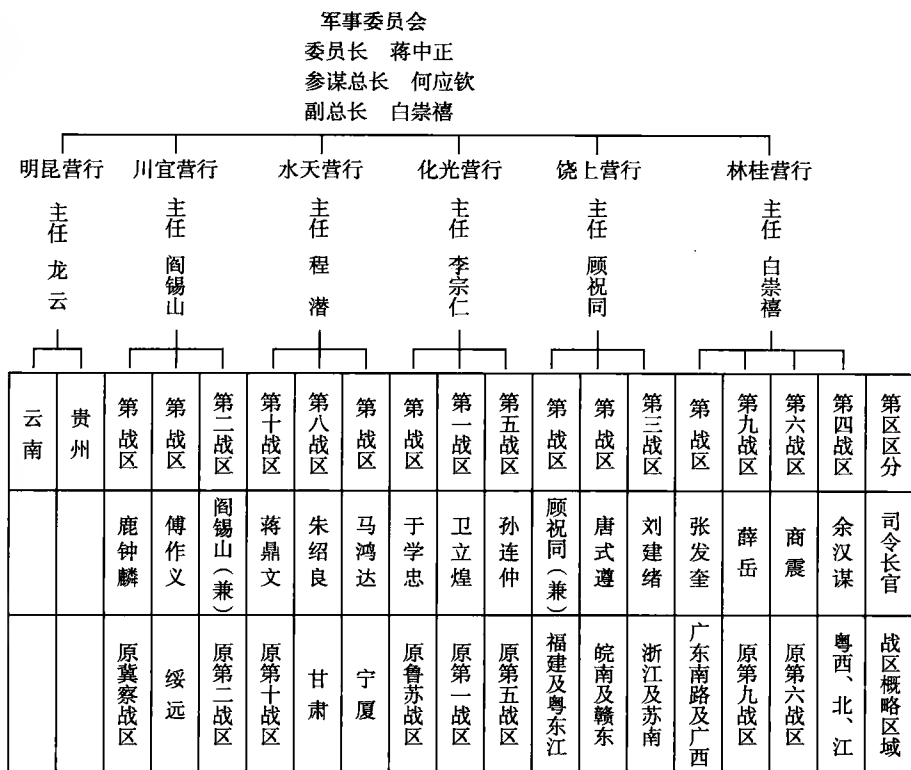 军事委员会
委员长 蒋中正
参谋总长 何应钦
副总长 白崇禧
明昆营行 川宜营行 水天营行 化光营行 饶上营行 林桂营行
主任 龙云
主任 阎锡山
主任 程潜
主任 李宗仁
主任 顾祝同
主任 白崇禧
云南 贵州 第 战区 第 战区 第二战区 第十战区 第八战区 第 战区 第 战区 第一战区 第五战区 第 战区 第 战区 第三战区 第 战区 第九战区 第六战区 第四战区 第区区分
鹿钟麟 傅作义 阎锡山（兼） 蒋鼎文 朱绍良 马鸿达 于学忠 卫立煌 孙连仲 顾祝同（兼） 唐式遵 刘建绪 张发奎 薛岳 商震 余汉谋 司令长官
原冀察战区 绥远 原第二战区 原第十战区 甘肃 宁厦 原鲁苏战区 原第一战区 原第五战区 福建及粤东江 皖南及赣东 浙江及苏南 广东南路及广西 原第九战区 原第六战区 粤西、北、江 战区概略区域